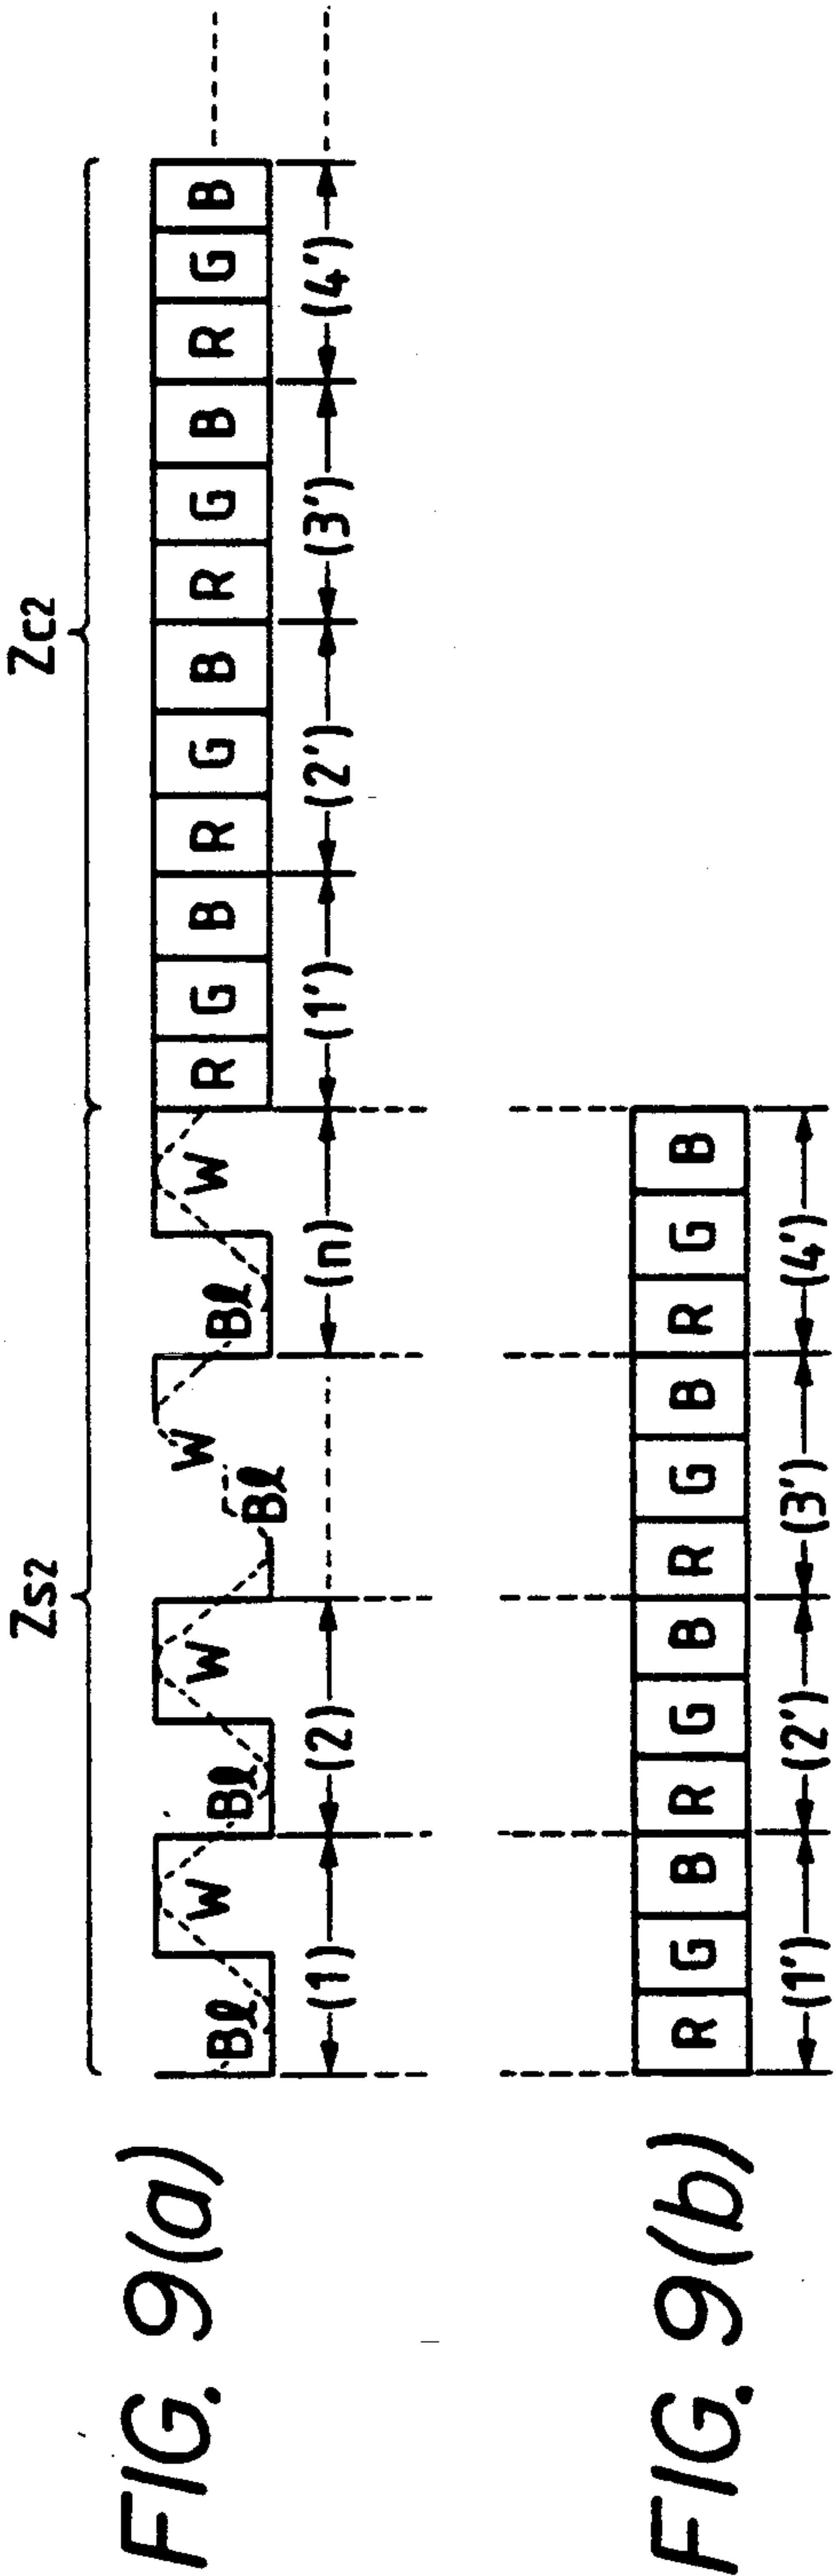 Zs2 Zc2
FIG. 9(a)
Bl W Bl W Bl W Bl W R G B R G B R G B R G B
(1) (2) (n) (1') (2') (3') (4')
FIG. 9(b)
R G B R G B R G B R G B
(1') (2') (3') (4')